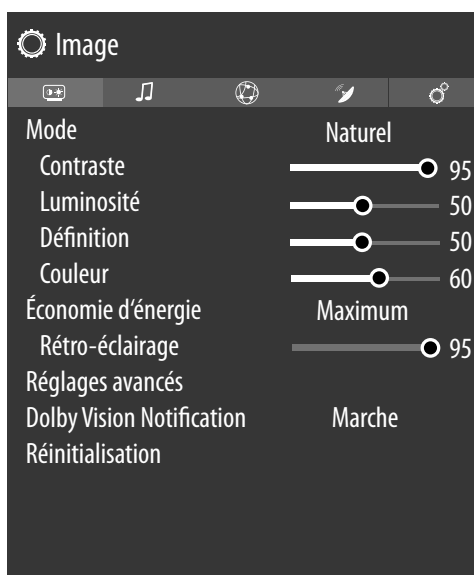 Image
Mode Naturel
Contraste 95
Luminosité 50
Définition 50
Couleur 60
Économie d‘énergie Maximum
Rétro-éclairage 95
Réglages avancés
Dolby Vision Notification Marche
Réinitialisation